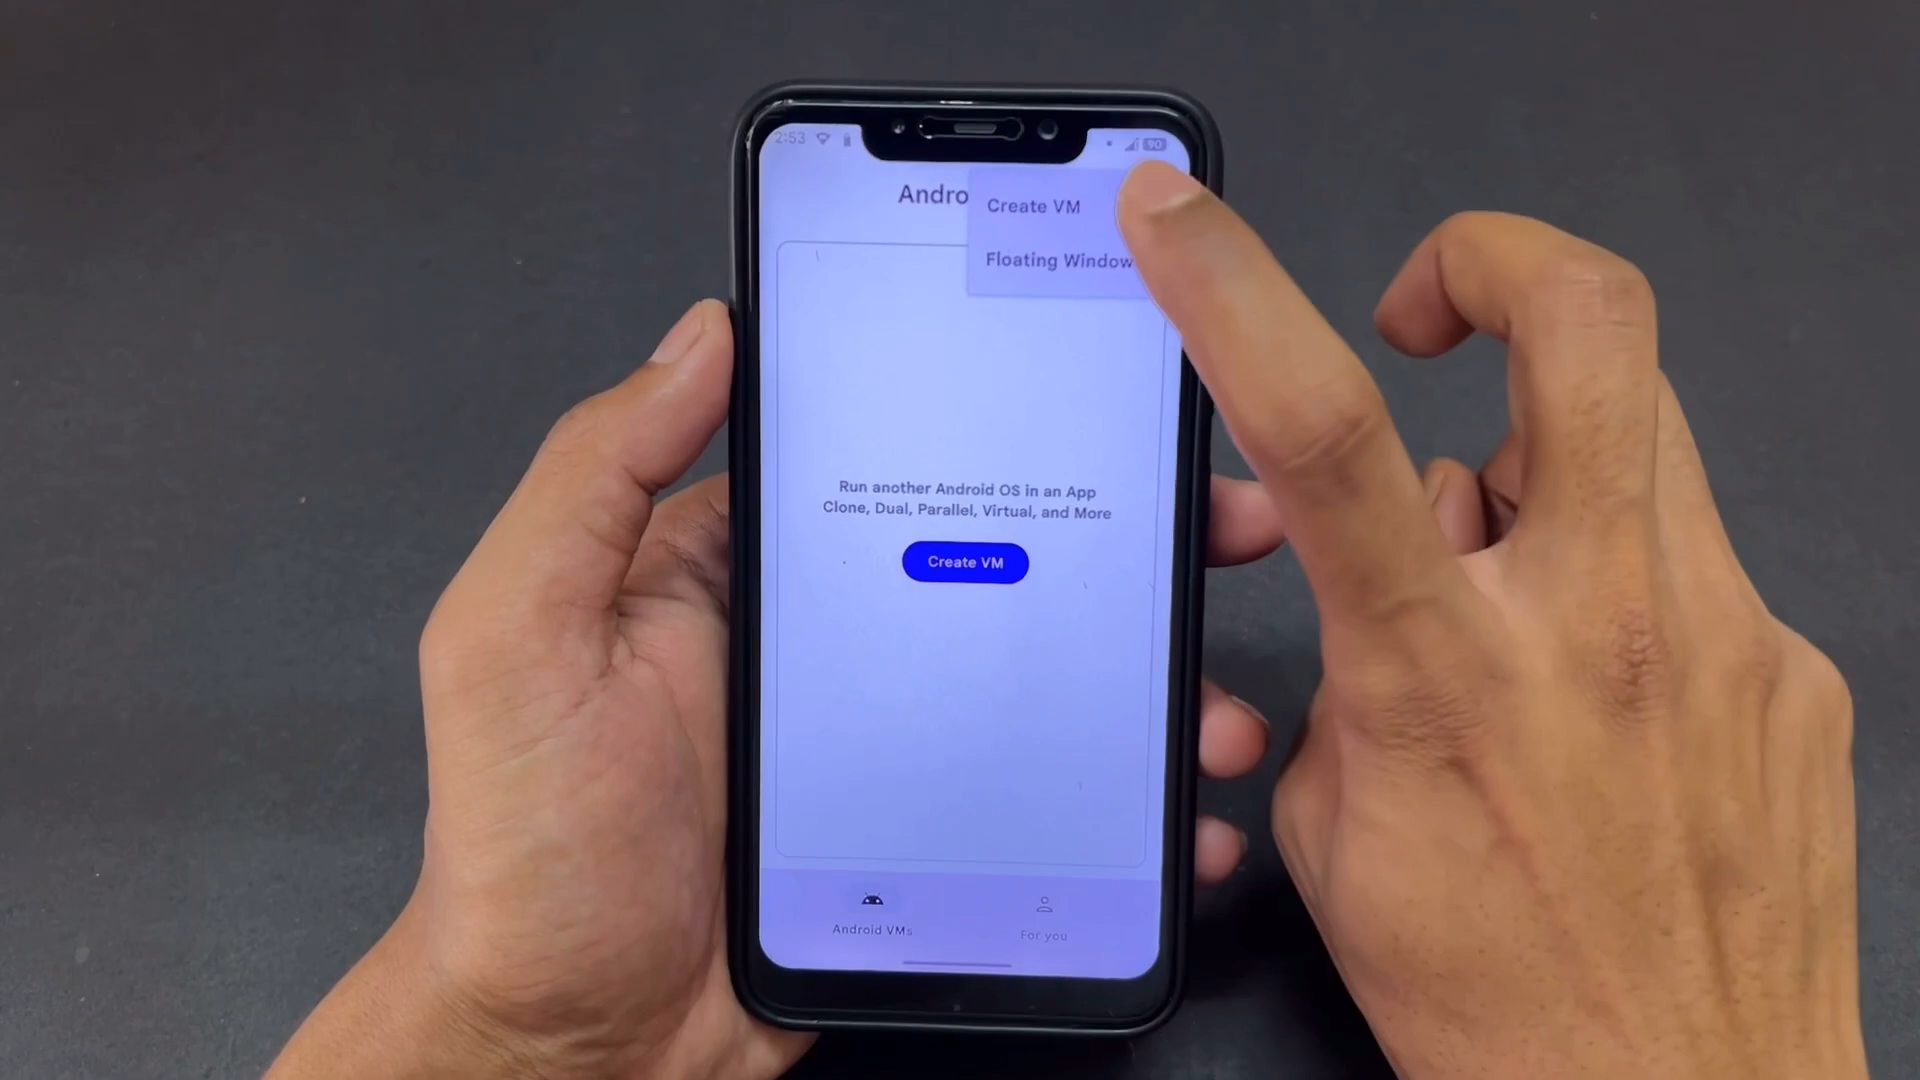 2:53
90
Andro
Create VM
Floating Window
Run another Android OS in an App
Clone, Dual, Parallel, Virtual, and More
Create VM
Android VMs
For you